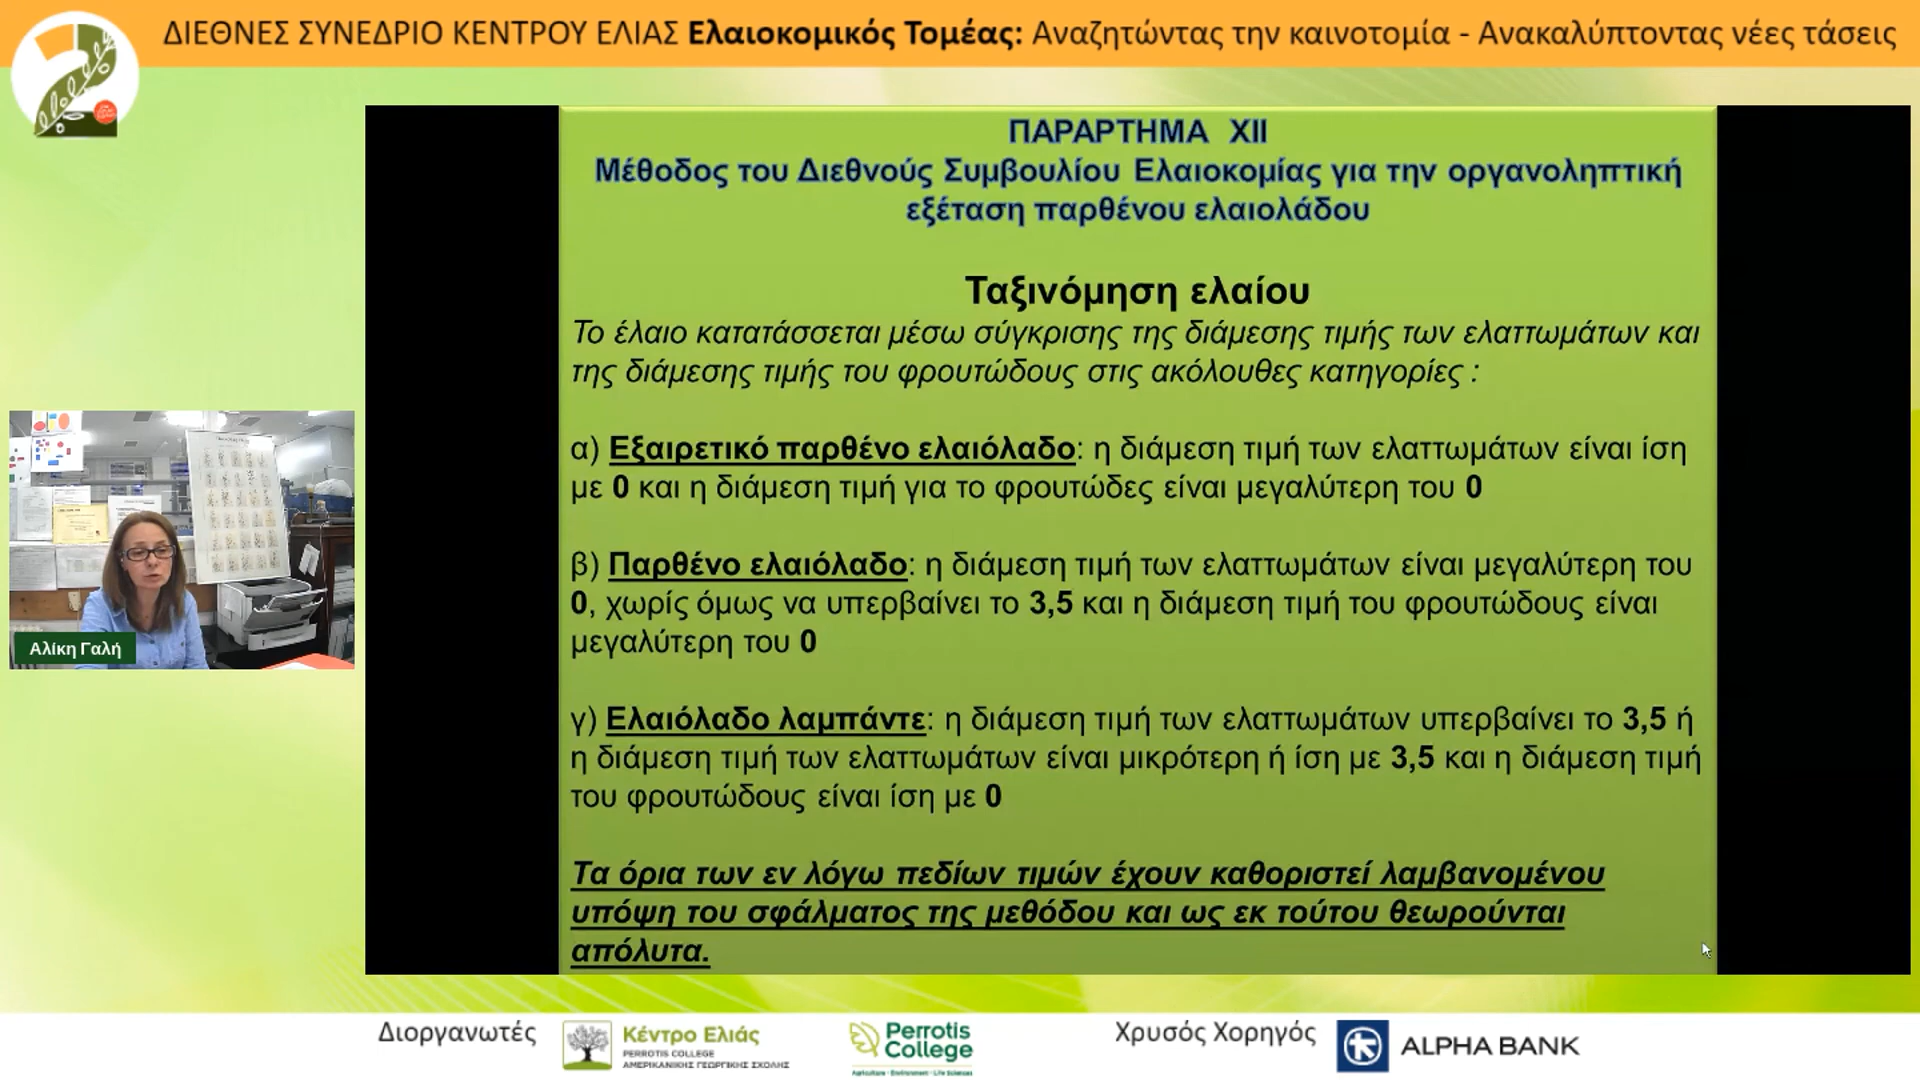 ΔΙΕΘΝΕΣ ΣΥΝΕΔΡΙΟ ΚΕΝΤΡΟΥ ΕΛΙΑΣ Ελαιοκομικός Τομέας: Αναζητώντας την καινοτομία - Ανακαλύπτοντας νέες τάσεις
ΠΑΡΑΡΤΗΜΑ XII
Μέθοδος του Διεθνούς Συμβουλίου Ελαιοκομίας για την οργανοληπτική
εξέταση παρθένου ελαιολάδου
Ταξινόμηση ελαίου
Το έλαιο κατατάσσεται μέσω σύγκρισης της διάμεσης τιμής των ελαττωμάτων και
της διάμεσης τιμής του φρουτώδους στις ακόλουθες κατηγορίες :
α) Εξαιρετικό παρθένο ελαιόλαδο: η διάμεση τιμή των ελαττωμάτων είναι ίση
με 0 και η διάμεση τιμή για το φρουτώδες είναι μεγαλύτερη του 0
β) Παρθένο ελαιόλαδο: η διάμεση τιμή των ελαττωμάτων είναι μεγαλύτερη του
0, χωρίς όμως να υπερβαίνει το 3,5 και η διάμεση τιμή του φρουτώδους είναι
μεγαλύτερη του 0
γ) Ελαιόλαδο λαμπάντε: η διάμεση τιμή των ελαττωμάτων υπερβαίνει το 3,5 ή
η διάμεση τιμή των ελαττωμάτων είναι μικρότερη ή ίση με 3,5 και η διάμεση τιμή
του φρουτώδους είναι ίση με 0
Τα όρια των εν λόγω πεδίων τιμών έχουν καθοριστεί λαμβανομένου
υπόψη του σφάλματος της μεθόδου και ως εκ τούτου θεωρούνται
απόλυτα.
Αλίκη Γαλή
Διοργανωτές
Κέντρο Ελιάς
PERROTIS COLLEGE
ΑΜΕΡΙΚΑΝΙΚΗΣ ΓΕΩΡΓΙΚΗΣ ΣΧΟΛΗΣ
Perrotis
College
Agriculture - Environment - Life Sciences
Χρυσός Χορηγός
ALPHA BANK